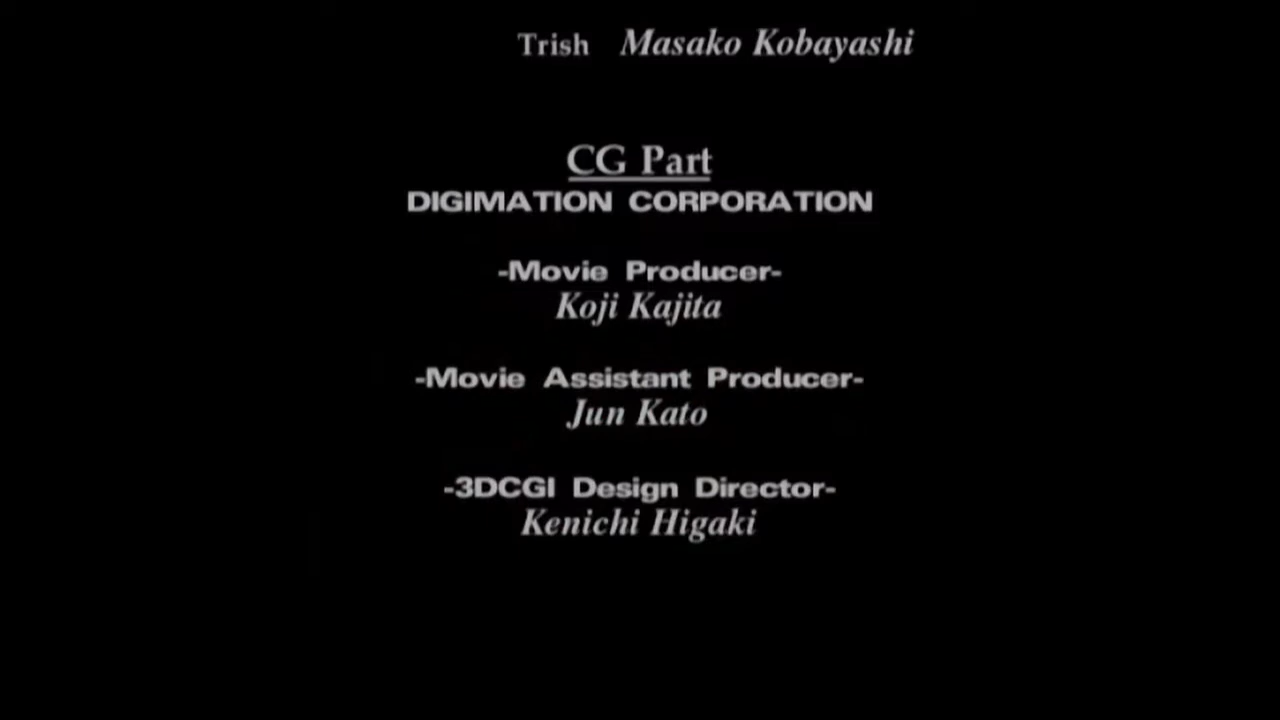 Trish Masako Kobayashi
CG Part
DIGIMATION CORPORATION
-Movie Producer-
Koji Kajita
-Movie Assistant Producer-
Jun Kato
-3DCGI Design Director-
Kenichi Higaki